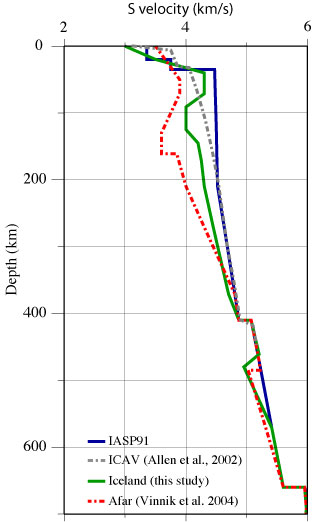 S velocity (km/s)
2 4 6
0
200
Depth (km)
400
600
IASP91
ICAV (Allen et al., 2002)
Iceland (this study)
Afar (Vinnik et al. 2004)